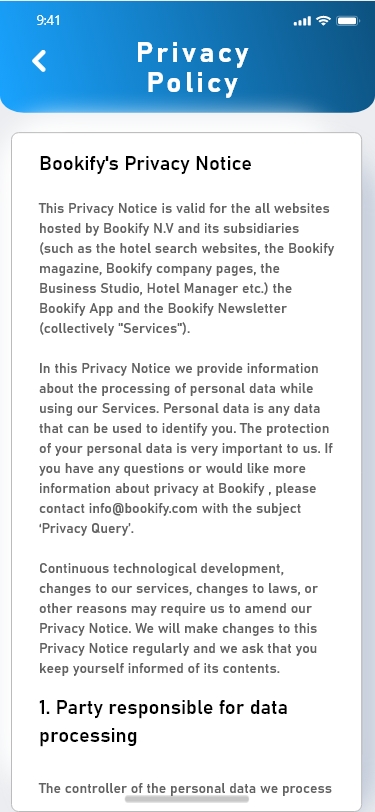 9:41
Privacy
Policy
Bookify's Privacy Notice
This Privacy Notice is valid for the all websites
hosted by Bookify N.V and its subsidiaries
(such as the hotel search websites, the Bookify
magazine, Bookify company pages, the
Business Studio, Hotel Manager etc.) the
Bookify App and the Bookify Newsletter
(collectively "Services").
In this Privacy Notice we provide information
about the processing of personal data while
using our Services. Personal data is any data
that can be used to identify you. The protection
of your personal data is very important to us. If
you have any questions or would like more
information about privacy at Bookify , please
contact info@bookify.com with the subject
‘Privacy Query’.
Continuous technological development,
changes to our services, changes to laws, or
other reasons may require us to amend our
Privacy Notice. We will make changes to this
Privacy Notice regularly and we ask that you
keep yourself informed of its contents.
1. Party responsible for data
processing
The controller of the personal data we process